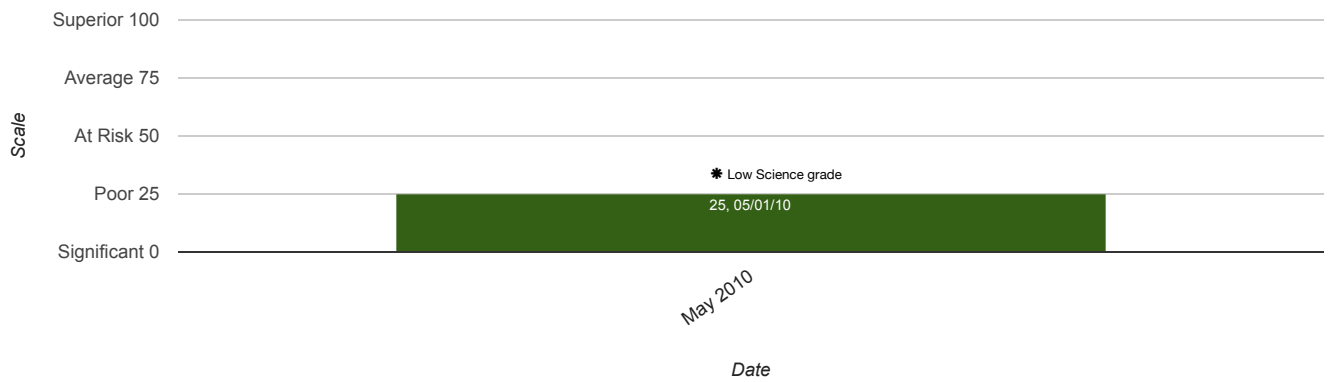 Superior 100
Average 75
At Risk 50
Poor 25
Significant 0
Scale
✷ Low Science grade
25, 05/01/10
May 2010
Date